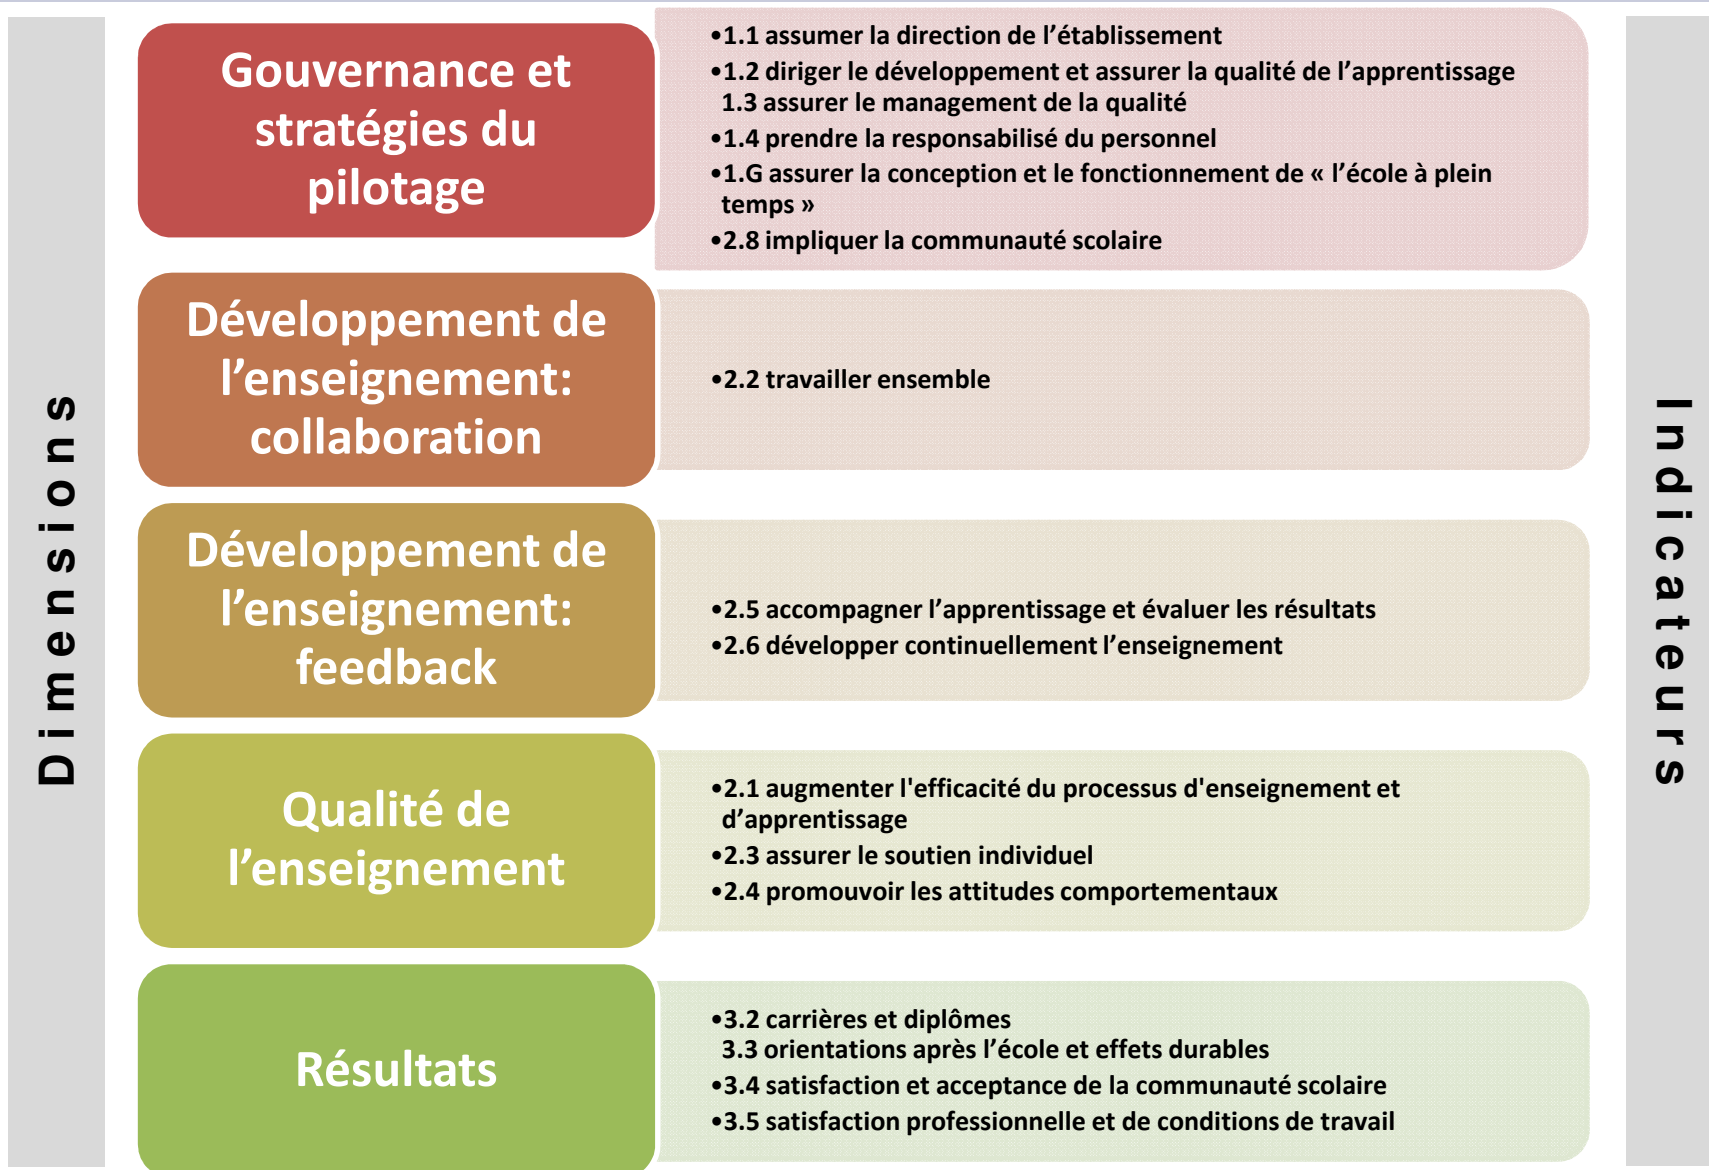 Dimensions
Gouvernance et
stratégies du
pilotage
•1.1 assumer la direction de l’établissement
•1.2 diriger le développement et assurer la qualité de l’apprentissage
1.3 assurer le management de la qualité
•1.4 prendre la responsabilisé du personnel
•1.G assurer la conception et le fonctionnement de « l’école à plein
temps »
•2.8 impliquer la communauté scolaire
Développement de
l’enseignement:
collaboration
•2.2 travailler ensemble
Développement de
l’enseignement:
feedback
•2.5 accompagner l’apprentissage et évaluer les résultats
•2.6 développer continuellement l’enseignement
Qualité de
l’enseignement
•2.1 augmenter l'efficacité du processus d'enseignement et
d’apprentissage
•2.3 assurer le soutien individuel
•2.4 promouvoir les attitudes comportementaux
Résultats
•3.2 carrières et diplômes
3.3 orientations après l’école et effets durables
•3.4 satisfaction et acceptance de la communauté scolaire
•3.5 satisfaction professionnelle et de conditions de travail
Indicateurs